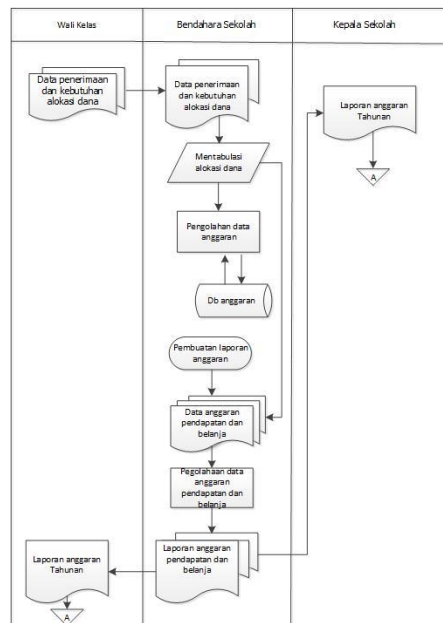 Wali Kelas
Bendahara Sekolah
Kepala Sekolah
Data penerimaan
dan kebutuhan
alokasi dana
Data penerimaan
dan kebutuhan
alokasi dana
Laporan anggaran
Tahunan
A
Mentabulasi
alokasi dana
Pengolahan data
anggaran
Db anggaran
Pembuatan laporan
anggaran
Data anggaran
pendapatan dan
belanja
Pegolahaan data
anggaran
pendapatan dan
belanja
Laporan anggaran
pendapatan dan
belanja
Laporan anggaran
Tahunan
A